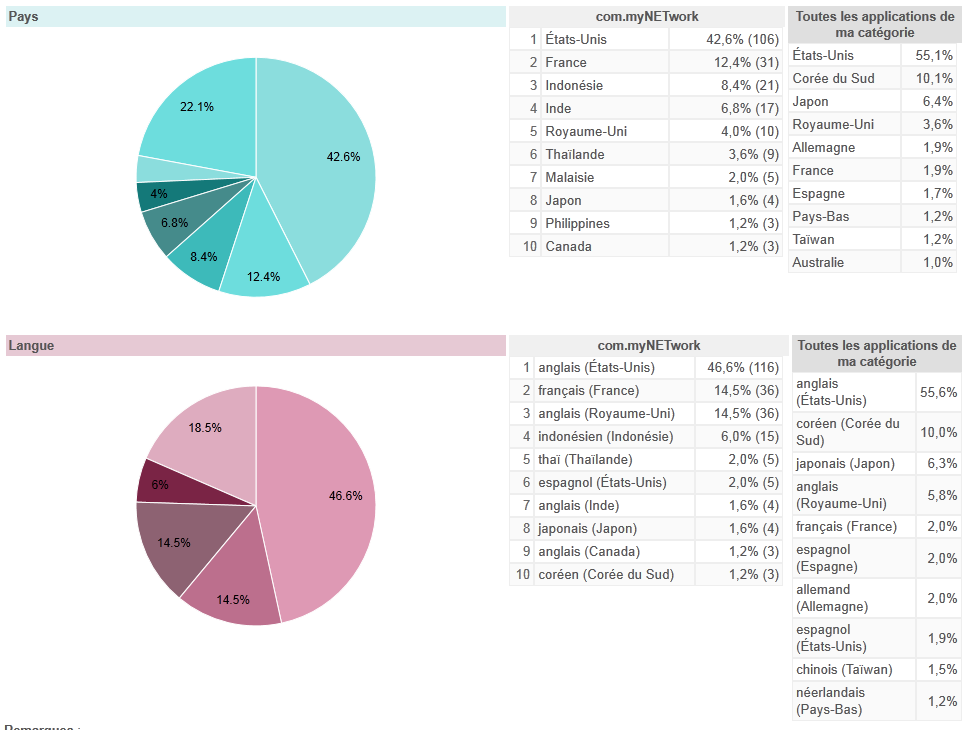 Pays
22.1%
42.6%
4%
6.8%
8.4%
12.4%
com.myNETwork
1 États-Unis 42,6% (106)
2 France 12,4% (31)
3 Indonésie 8,4% (21)
4 Inde 6,8% (17)
5 Royaume-Uni 4,0% (10)
6 Thaïlande 3,6% (9)
7 Malaisie 2,0% (5)
8 Japon 1,6% (4)
9 Philippines 1,2% (3)
10 Canada 1,2% (3)
Toutes les applications de
ma catégorie
États-Unis 55,1%
Corée du Sud 10,1%
Japon 6,4%
Royaume-Uni 3,6%
Allemagne 1,9%
France 1,9%
Espagne 1,7%
Pays-Bas 1,2%
Taïwan 1,2%
Australie 1,0%
Langue
18.5%
6%
46.6%
14.5%
14.5%
com.myNETwork
1 anglais (États-Unis) 46,6% (116)
2 français (France) 14,5% (36)
3 anglais (Royaume-Uni) 14,5% (36)
4 indonésien (Indonésie) 6,0% (15)
5 thaï (Thaïlande) 2,0% (5)
6 espagnol (États-Unis) 2,0% (5)
7 anglais (Inde) 1,6% (4)
8 japonais (Japon) 1,6% (4)
9 anglais (Canada) 1,2% (3)
10 coréen (Corée du Sud) 1,2% (3)
Toutes les applications de
ma catégorie
anglais
(États-Unis) 55,6%
coréen (Corée du
Sud) 10,0%
japonais (Japon) 6,3%
anglais
(Royaume-Uni) 5,8%
français (France) 2,0%
espagnol
(Espagne) 2,0%
allemand
(Allemagne) 2,0%
espagnol
(États-Unis) 1,9%
chinois (Taïwan) 1,5%
néerlandais
(Pays-Bas) 1,2%
Remarques :